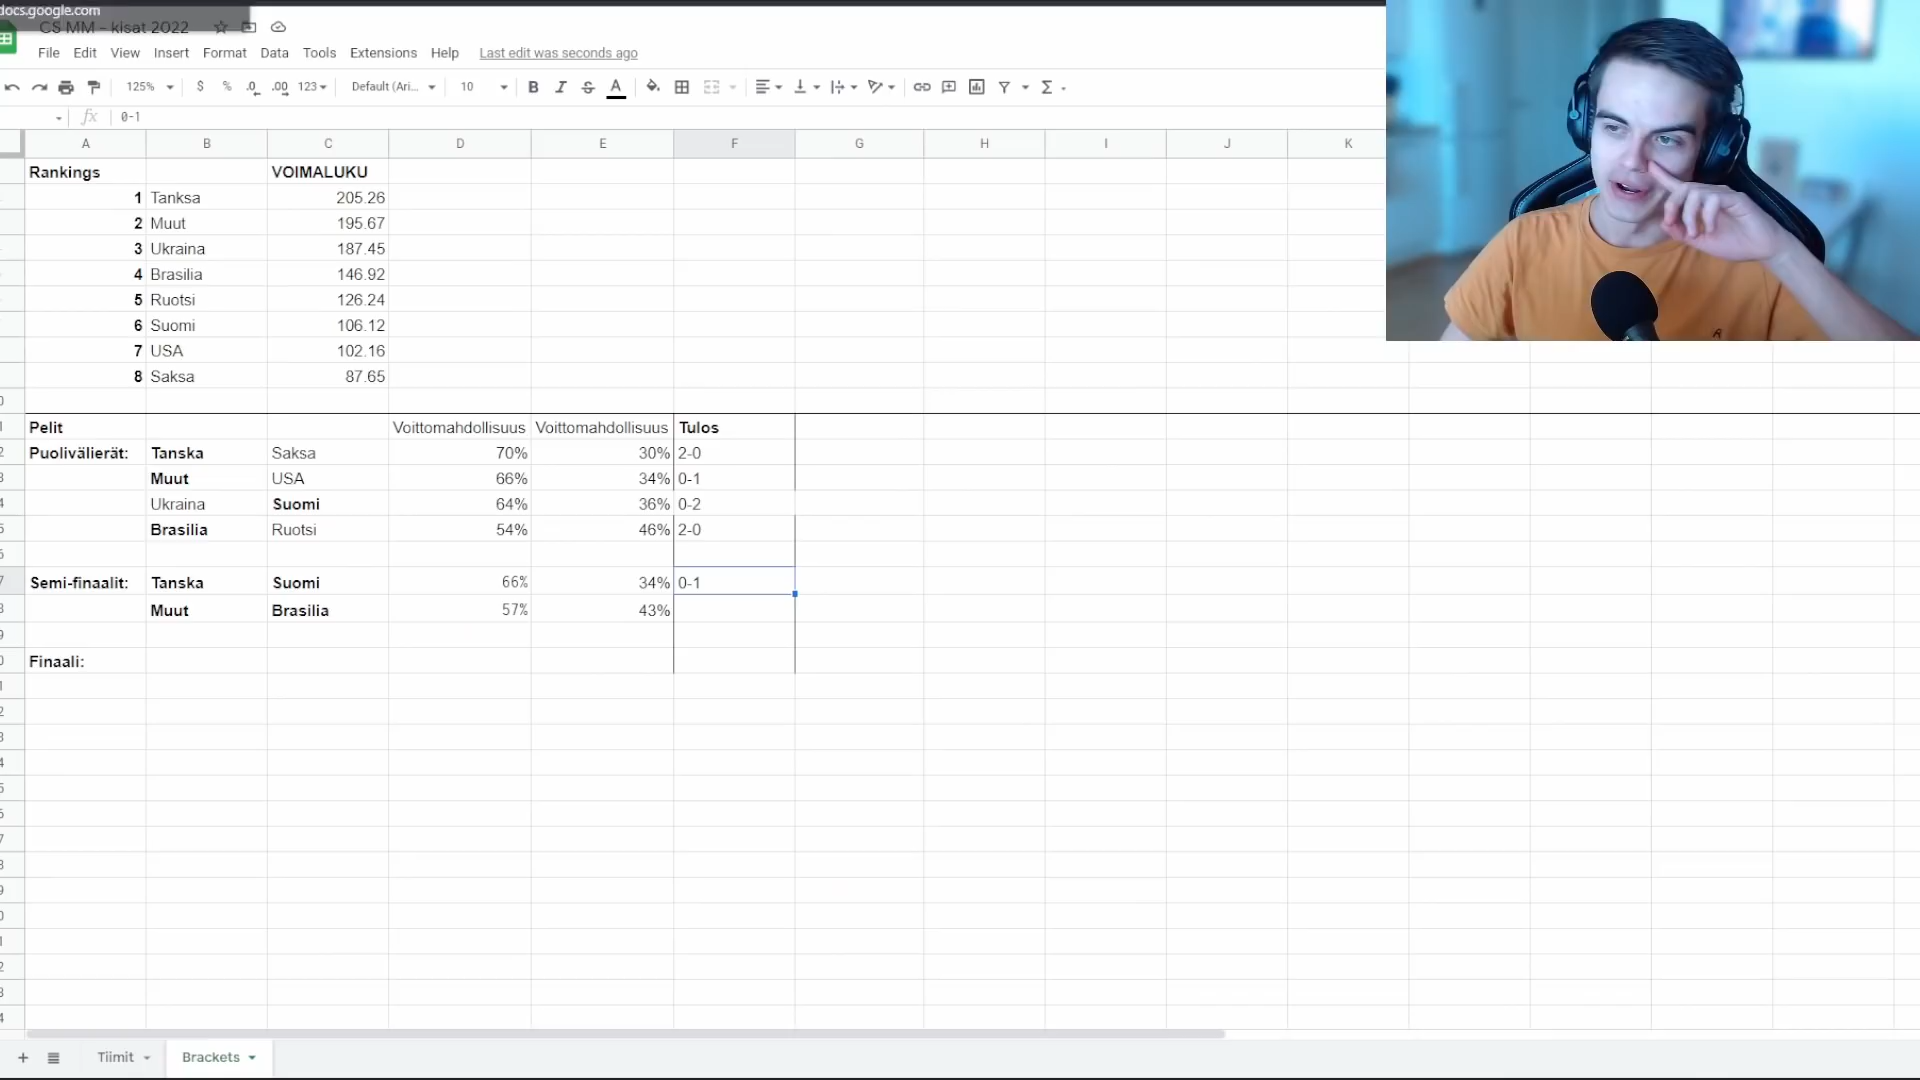 docs.google.com
CS MM - kisat 2022
File Edit View Insert Format Data Tools Extensions Help Last edit was seconds ago
125% $ % .0 .00 123 Default (Ari... 10 B I S A
fx 0-1
A B C D E F G H I J K
Rankings VOIMALUKU
1 Tanksa 205.26
2 Muut 195.67
3 Ukraina 187.45
4 Brasilia 146.92
5 Ruotsi 126.24
6 Suomi 106.12
7 USA 102.16
8 Saksa 87.65
Pelit Voittomahdollisuus Voittomahdollisuus Tulos
Puolivälierät: Tanska Saksa 70% 30% 2-0
Muut USA 66% 34% 0-1
Ukraina Suomi 64% 36% 0-2
Brasilia Ruotsi 54% 46% 2-0
Semi-finaalit: Tanska Suomi 66% 34% 0-1
Muut Brasilia 57% 43%
Finaali:
Tiimit Brackets